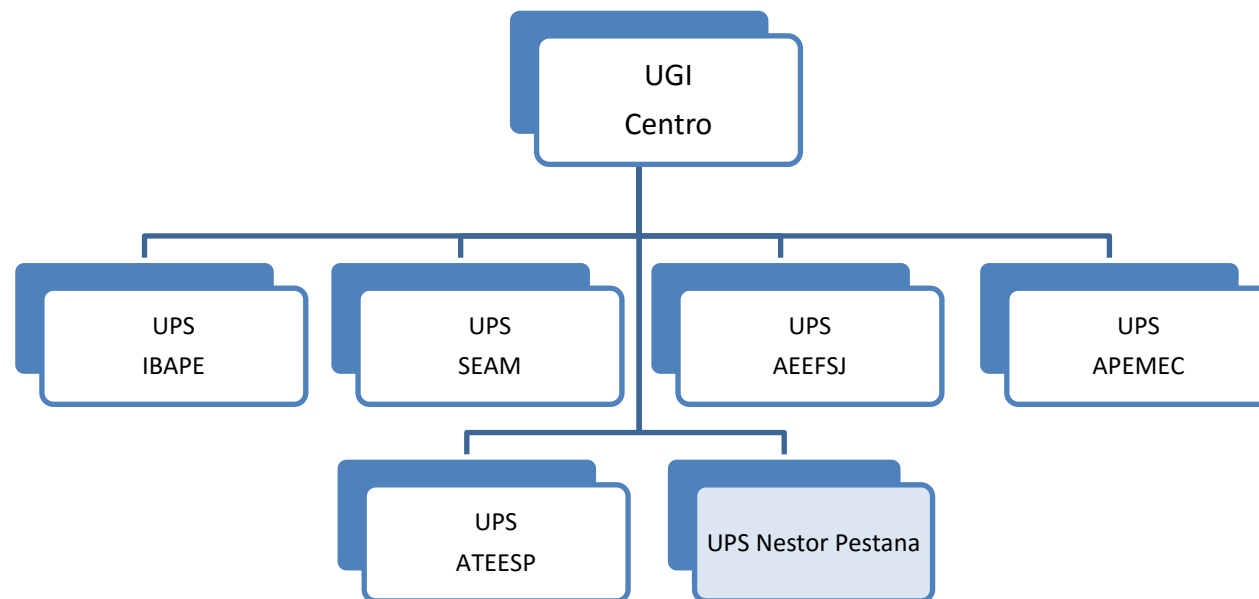 UGI
Centro
UPS
IBAPE
UPS
SEAM
UPS
AEEFSJ
UPS
APEMEC
UPS
ATEESP
UPS Nestor Pestana